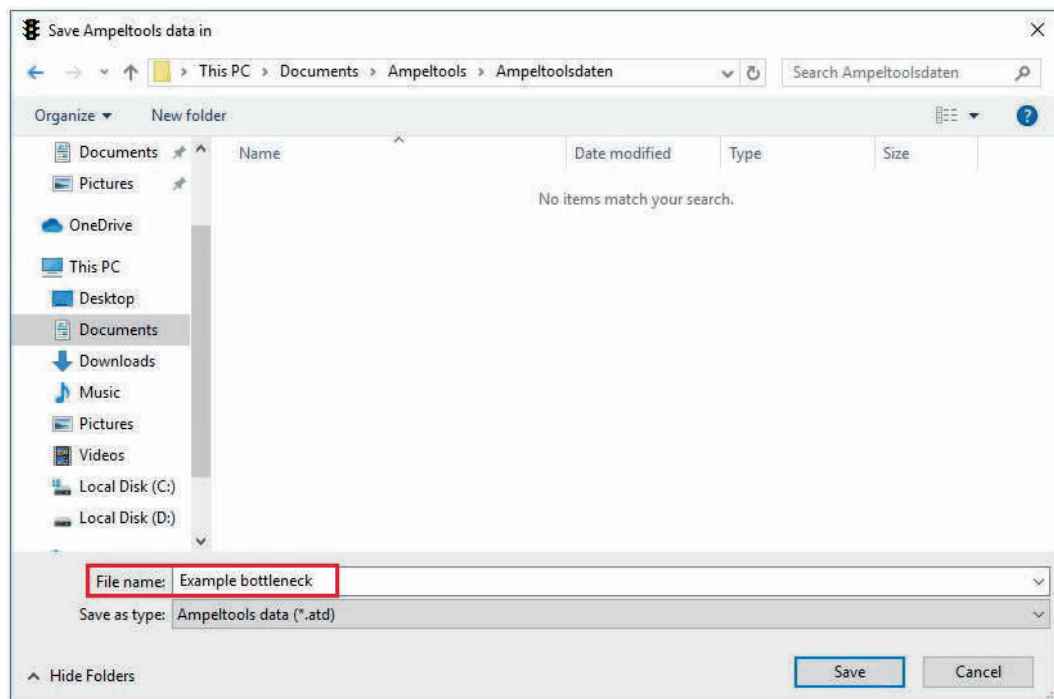 Save Ampeltools data in
This PC > Documents > Ampeltools > Ampeltoolsdaten
Search Ampeltoolsdaten
Organize
New folder
?
Documents
Pictures
OneDrive
This PC
Desktop
Documents
Downloads
Music
Pictures
Videos
Local Disk (C:)
Local Disk (D:)
Name
Date modified
Type
Size
No items match your search.
File name: Example bottleneck
Save as type: Ampeltools data (*.atd)
Hide Folders
Save
Cancel